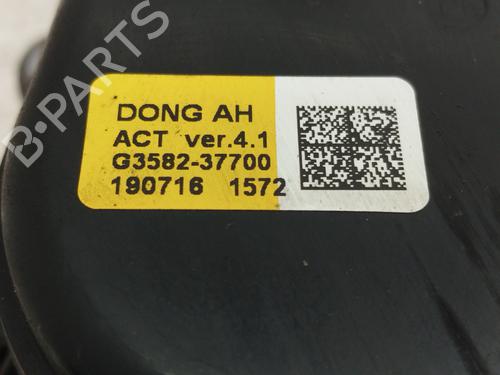 B-PARTS
DONG AH
ACT ver.4.1
G3582-37700
190716 1572